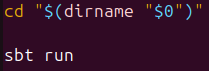 cd "$(dirname "$0")"
sbt run